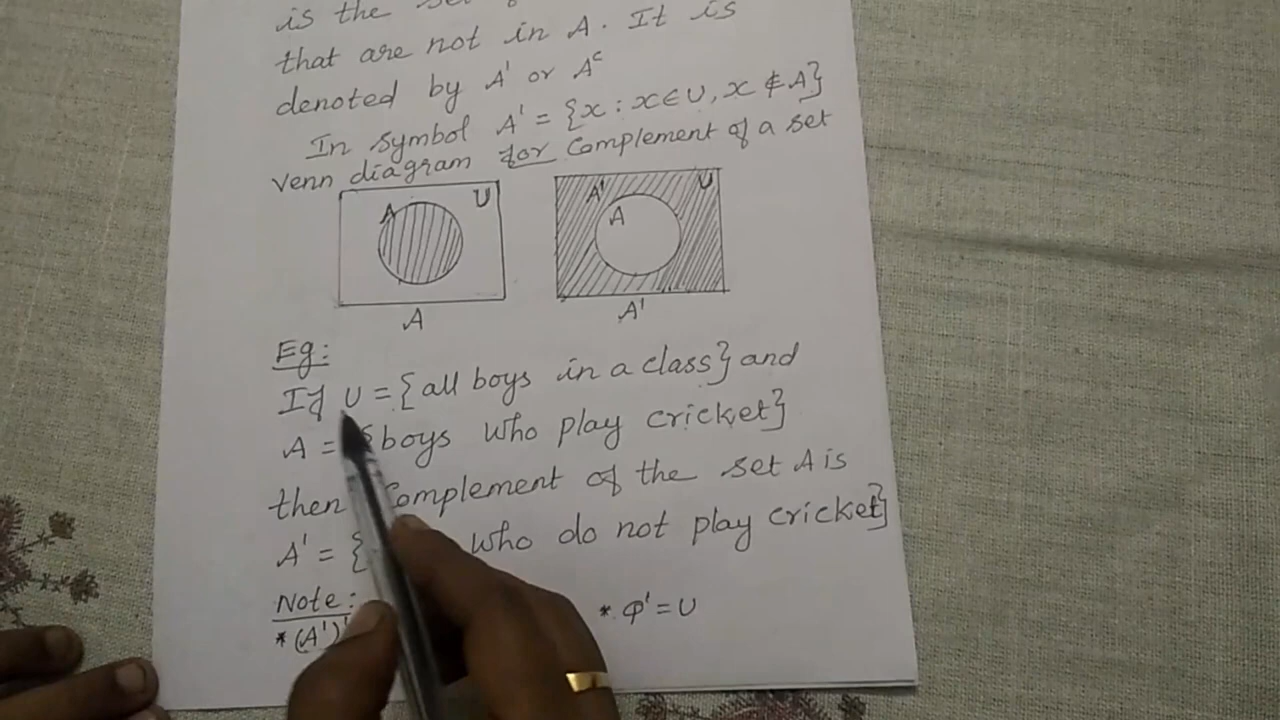 is the set
that are not in A. It is
denoted by A' or Aᶜ
In symbol A' = {x : x ∈ U, x ∉ A}
Venn diagram for Complement of a set
A U
A' U
A
A A'
Eg:
If U = {all boys in a class} and
A = {boys who play cricket}
then Complement of the set A is
A' = { who do not play cricket}
Note:
* (A')' * φ' = U